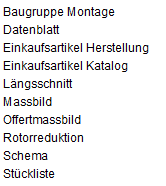 Baugruppe Montage
Datenblatt
Einkaufsartikel Herstellung
Einkaufsartikel Katalog
Längsschnitt
Massbild
Offertmassbild
Rotorreduktion
Schema
Stückliste